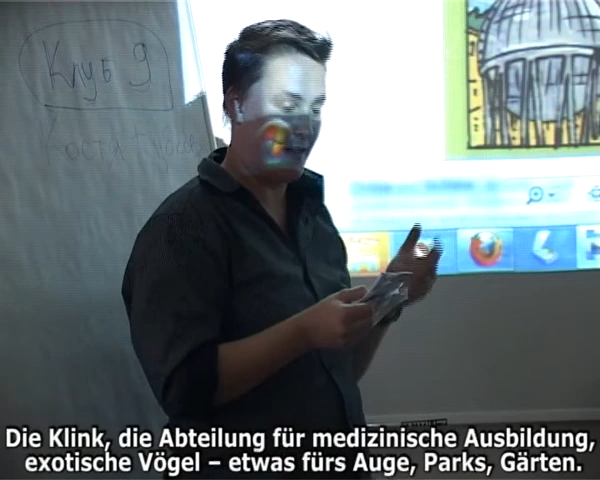 Клуб 9
Die Klink, die Abteilung für medizinische Ausbildung,
exotische Vögel – etwas fürs Auge, Parks, Gärten.